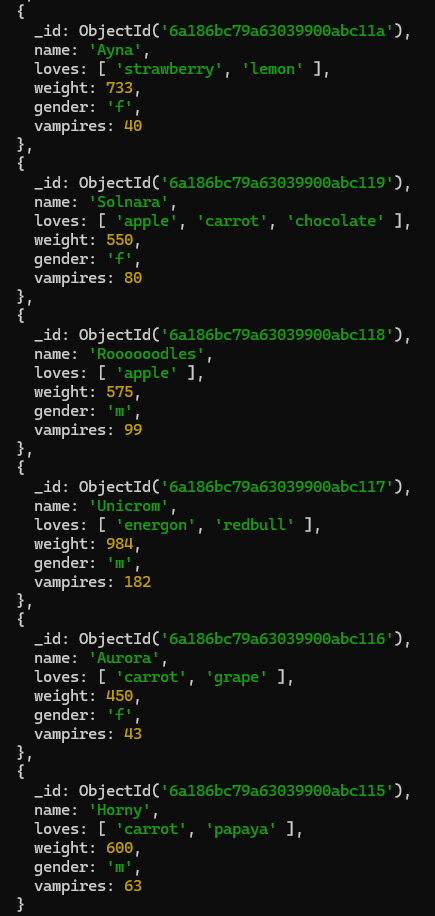 {
_id: ObjectId('6a186bc79a63039900abc11a'),
name: 'Ayna',
loves: [ 'strawberry', 'lemon' ],
weight: 733,
gender: 'f',
vampires: 40
},
{
_id: ObjectId('6a186bc79a63039900abc119'),
name: 'Solnara',
loves: [ 'apple', 'carrot', 'chocolate' ],
weight: 550,
gender: 'f',
vampires: 80
},
{
_id: ObjectId('6a186bc79a63039900abc118'),
name: 'Roooooodles',
loves: [ 'apple' ],
weight: 575,
gender: 'm',
vampires: 99
},
{
_id: ObjectId('6a186bc79a63039900abc117'),
name: 'Unicrom',
loves: [ 'energon', 'redbull' ],
weight: 984,
gender: 'm',
vampires: 182
},
{
_id: ObjectId('6a186bc79a63039900abc116'),
name: 'Aurora',
loves: [ 'carrot', 'grape' ],
weight: 450,
gender: 'f',
vampires: 43
},
{
_id: ObjectId('6a186bc79a63039900abc115'),
name: 'Horny',
loves: [ 'carrot', 'papaya' ],
weight: 600,
gender: 'm',
vampires: 63
}